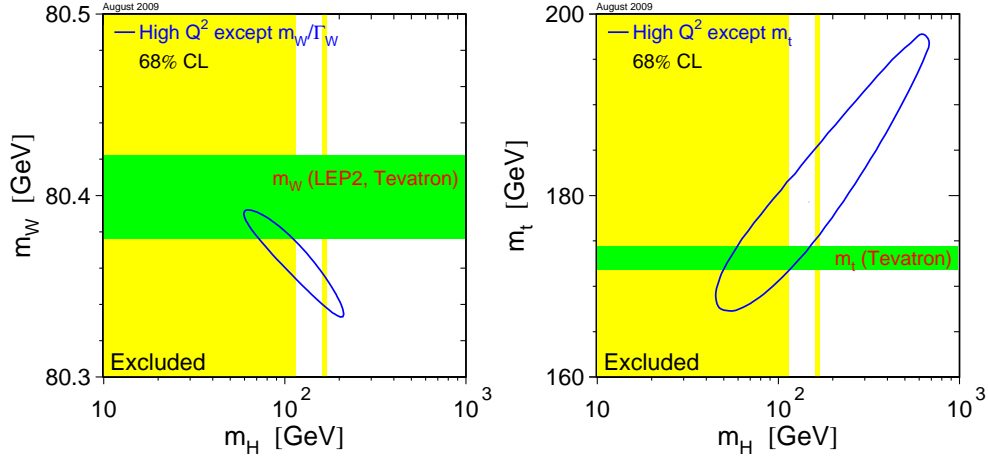 August 2009
High Q² except m_W/Γ_W
68% CL
m_W (LEP2, Tevatron)
Excluded
80.5
80.4
80.3
m_W [GeV]
10
10²
10³
m_H [GeV]
August 2009
High Q² except m_t
68% CL
m_t (Tevatron)
Excluded
200
180
160
m_t [GeV]
10
10²
10³
m_H [GeV]